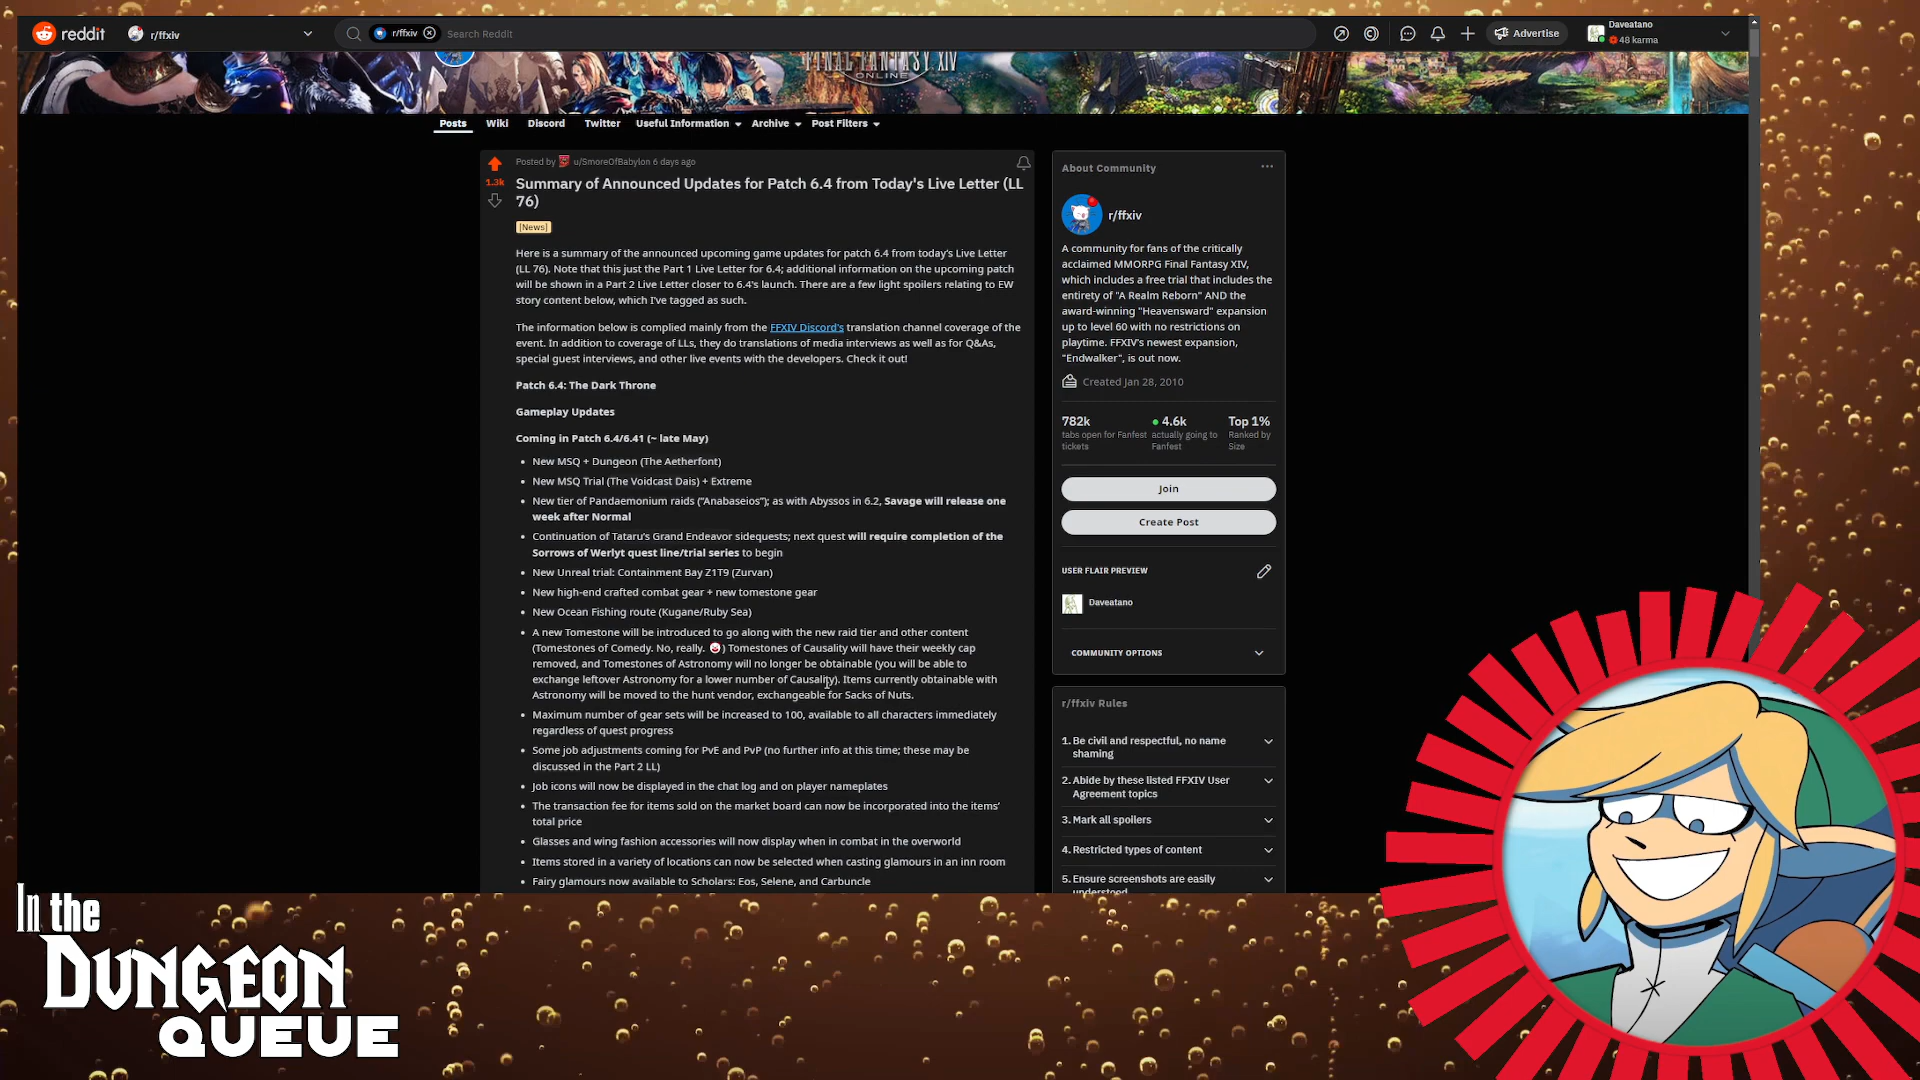 reddit
r/ffxiv
r/ffxiv
Search Reddit
Advertise
Daveatano
48 karma
FINAL FANTASY XIV
ONLINE
Posts
Wiki
Discord
Twitter
Useful Information
Archive
Post Filters
1.3k
Posted by u/SmoreOfBabylon 6 days ago
Summary of Announced Updates for Patch 6.4 from Today's Live Letter (LL
76)
[News]
Here is a summary of the announced upcoming game updates for patch 6.4 from today's Live Letter
(LL 76). Note that this just the Part 1 Live Letter for 6.4; additional information on the upcoming patch
will be shown in a Part 2 Live Letter closer to 6.4's launch. There are a few light spoilers relating to EW
story content below, which I've tagged as such.
The information below is complied mainly from the FFXIV Discord's translation channel coverage of the
event. In addition to coverage of LLs, they do translations of media interviews as well as for Q&As,
special guest interviews, and other live events with the developers. Check it out!
Patch 6.4: The Dark Throne
Gameplay Updates
Coming in Patch 6.4/6.41 (~ late May)
• New MSQ + Dungeon (The Aetherfont)
• New MSQ Trial (The Voidcast Dais) + Extreme
• New tier of Pandaemonium raids ("Anabaseios"); as with Abyssos in 6.2, Savage will release one
week after Normal
• Continuation of Tataru's Grand Endeavor sidequests; next quest will require completion of the
Sorrows of Werlyt quest line/trial series to begin
• New Unreal trial: Containment Bay Z1T9 (Zurvan)
• New high-end crafted combat gear + new tomestone gear
• New Ocean Fishing route (Kugane/Ruby Sea)
• A new Tomestone will be introduced to go along with the new raid tier and other content
(Tomestones of Comedy. No, really. 🤡) Tomestones of Causality will have their weekly cap
removed, and Tomestones of Astronomy will no longer be obtainable (you will be able to
exchange leftover Astronomy for a lower number of Causality). Items currently obtainable with
Astronomy will be moved to the hunt vendor, exchangeable for Sacks of Nuts.
• Maximum number of gear sets will be increased to 100, available to all characters immediately
regardless of quest progress
• Some job adjustments coming for PvE and PvP (no further info at this time; these may be
discussed in the Part 2 LL)
• Job icons will now be displayed in the chat log and on player nameplates
• The transaction fee for items sold on the market board can now be incorporated into the items'
total price
• Glasses and wing fashion accessories will now display when in combat in the overworld
• Items stored in a variety of locations can now be selected when casting glamours in an inn room
• Fairy glamours now available to Scholars: Eos, Selene, and Carbuncle
About Community
r/ffxiv
A community for fans of the critically
acclaimed MMORPG Final Fantasy XIV,
which includes a free trial that includes the
entirety of "A Realm Reborn" AND the
award-winning "Heavensward" expansion
up to level 60 with no restrictions on
playtime. FFXIV's newest expansion,
"Endwalker", is out now.
Created Jan 28, 2010
782k
tabs open for Fanfest
tickets
4.6k
actually going to
Fanfest
Top 1%
Ranked by
Size
Join
Create Post
USER FLAIR PREVIEW
Daveatano
COMMUNITY OPTIONS
r/ffxiv Rules
1. Be civil and respectful, no name
shaming
2. Abide by these listed FFXIV User
Agreement topics
3. Mark all spoilers
4. Restricted types of content
5. Ensure screenshots are easily
understood
In the
DUNGEON
QUEUE